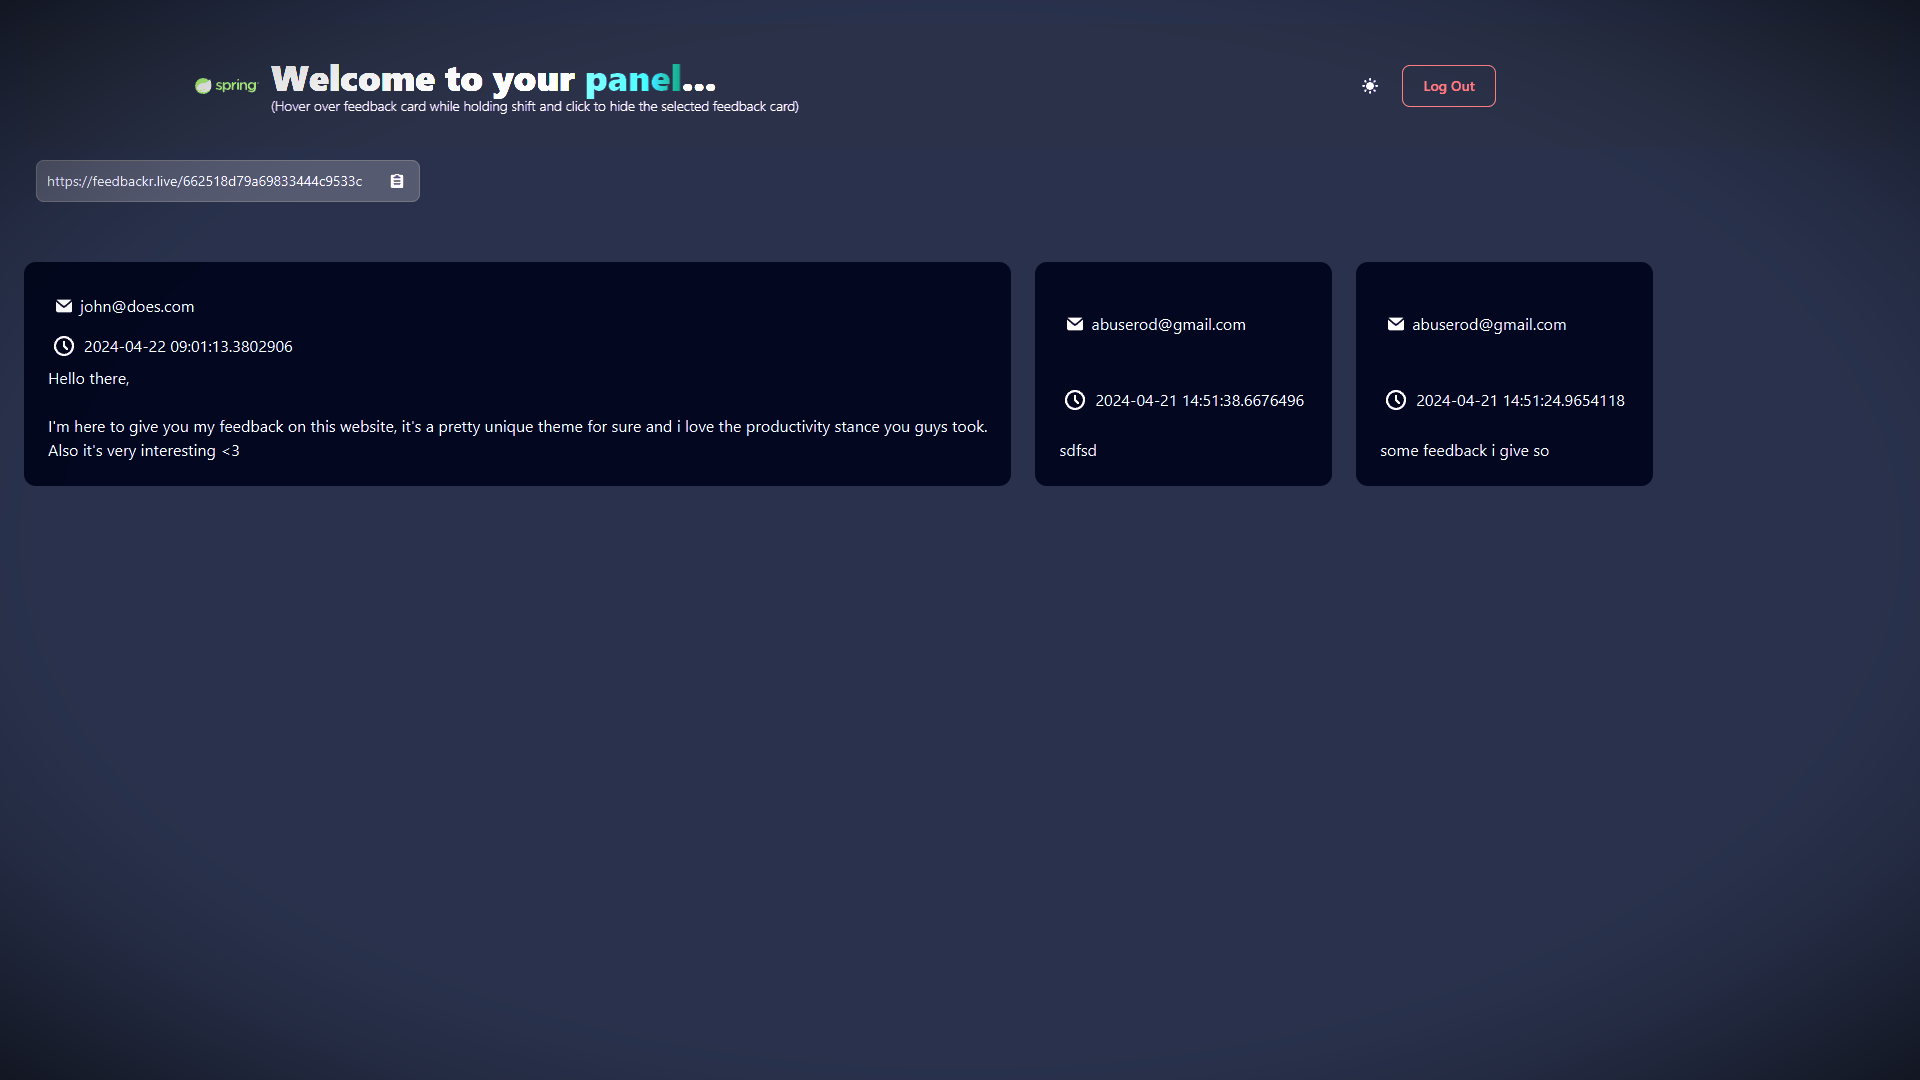 spring
Welcome to your panel...
(Hover over feedback card while holding shift and click to hide the selected feedback card)
Log Out
https://feedbackr.live/662518d79a69833444c9533c
john@does.com
2024-04-22 09:01:13.3802906
Hello there,
I'm here to give you my feedback on this website, it's a pretty unique theme for sure and i love the productivity stance you guys took.
Also it's very interesting <3
abuserod@gmail.com
2024-04-21 14:51:38.6676496
sdfsd
abuserod@gmail.com
2024-04-21 14:51:24.9654118
some feedback i give so